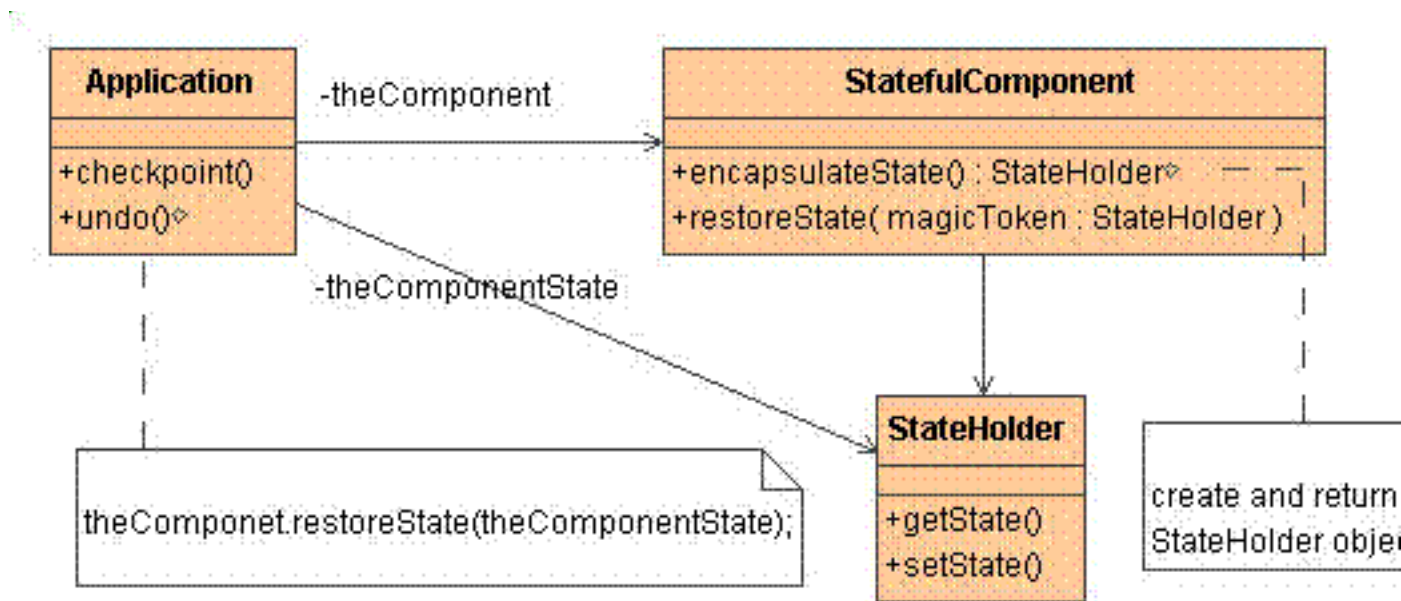 Application
+checkpoint()
+undo()
-theComponent
StatefulComponent
+encapsulateState() : StateHolder
+restoreState( magicToken : StateHolder )
-theComponentState
StateHolder
+getState()
+setState()
theComponet.restoreState(theComponentState);
create and return
StateHolder